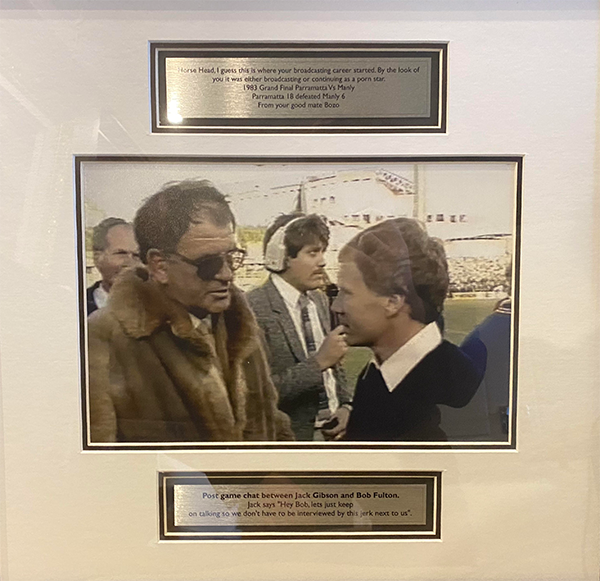 Horse Head, I guess this is where your broadcasting career started. By the look of
you it was either broadcasting or continuing as a porn star.
1983 Grand Final Parramatta Vs Manly
Parramatta 18 defeated Manly 6
From your good mate Bozo
Post game chat between Jack Gibson and Bob Fulton.
Jack says "Hey Bob, lets just keep
on talking so we don't have to be interviewed by this jerk next to us".